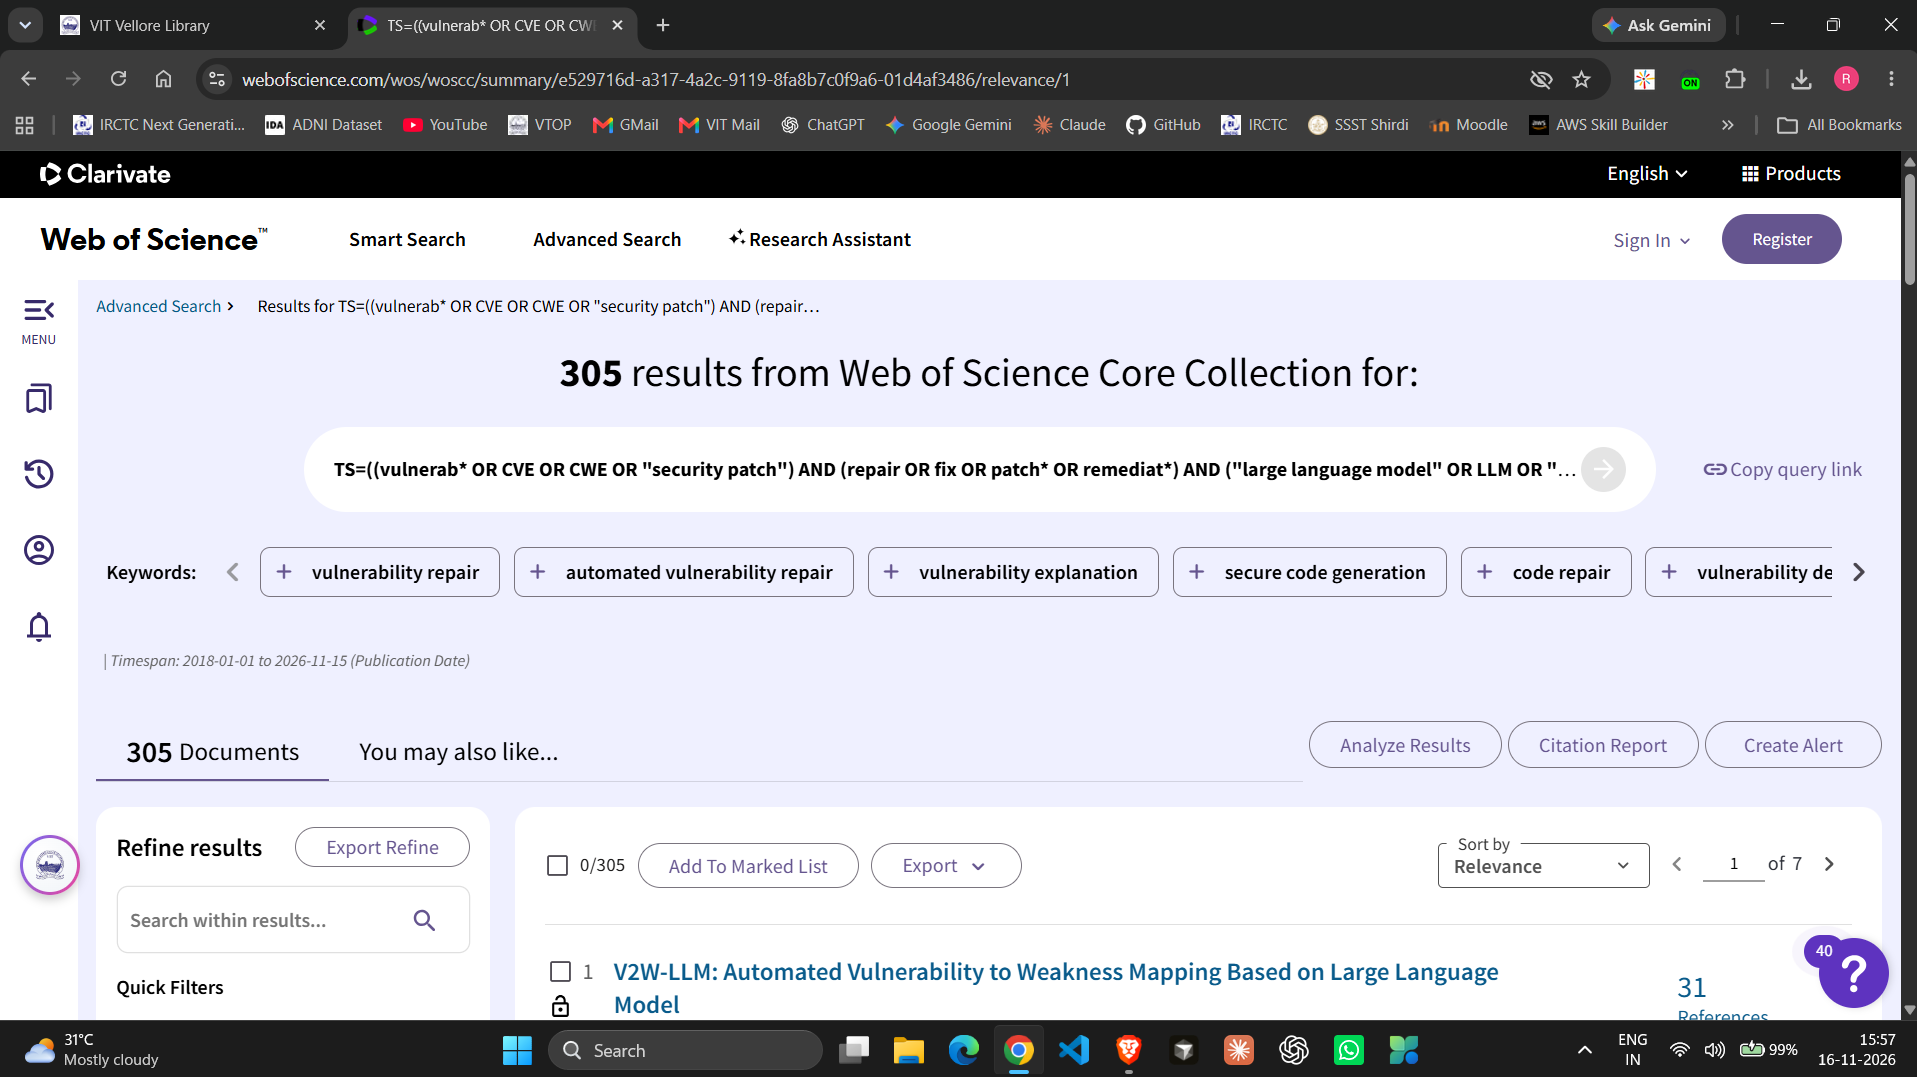 VIT Vellore Library
TS=((vulnerab* OR CVE OR CWE
Ask Gemini
webofscience.com/wos/woscc/summary/e529716d-a317-4a2c-9119-8fa8b7c0f9a6-01d4af3486/relevance/1
ON
R
IRCTC Next Generati...
IDA ADNI Dataset
YouTube
VTOP
GMail
VIT Mail
ChatGPT
Google Gemini
Claude
GitHub
IRCTC
SSST Shirdi
Moodle
AWS Skill Builder
All Bookmarks
Clarivate
English
Products
Web of Science™
Smart Search
Advanced Search
Research Assistant
Sign In
Register
MENU
Advanced Search > Results for TS=((vulnerab* OR CVE OR CWE OR "security patch") AND (repair...
305 results from Web of Science Core Collection for:
TS=((vulnerab* OR CVE OR CWE OR "security patch") AND (repair OR fix OR patch* OR remediat*) AND ("large language model" OR LLM OR "...
Copy query link
Keywords:
+ vulnerability repair
+ automated vulnerability repair
+ vulnerability explanation
+ secure code generation
+ code repair
+ vulnerability de
| Timespan: 2018-01-01 to 2026-11-15 (Publication Date)
305 Documents
You may also like...
Analyze Results
Citation Report
Create Alert
Refine results
Export Refine
Search within results...
Quick Filters
0/305
Add To Marked List
Export
Sort by
Relevance
1 of 7
1 V2W-LLM: Automated Vulnerability to Weakness Mapping Based on Large Language
Model
31
References
40
?
31°C
Mostly cloudy
Search
ENG
IN
99%
15:57
16-11-2026